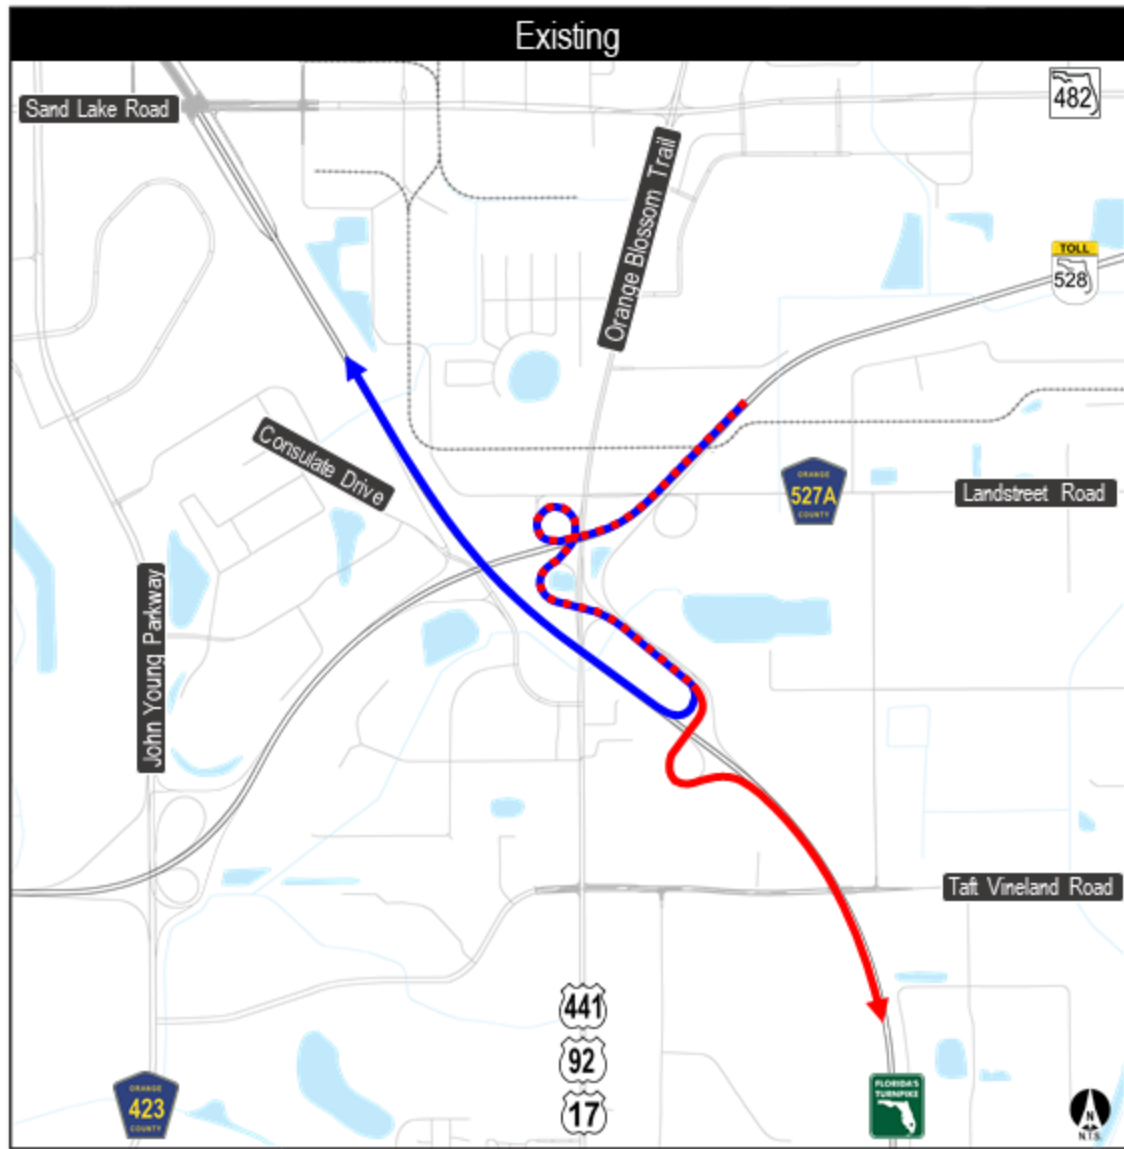 Existing
Sand Lake Road
482
Orange Blossom Trail
TOLL
528
Consulate Drive
ORANGE
527A
COUNTY
Landstreet Road
John Young Parkway
Taft Vineland Road
441
92
17
ORANGE
423
COUNTY
FLORIDA'S
TURNPIKE
N
N.T.S.